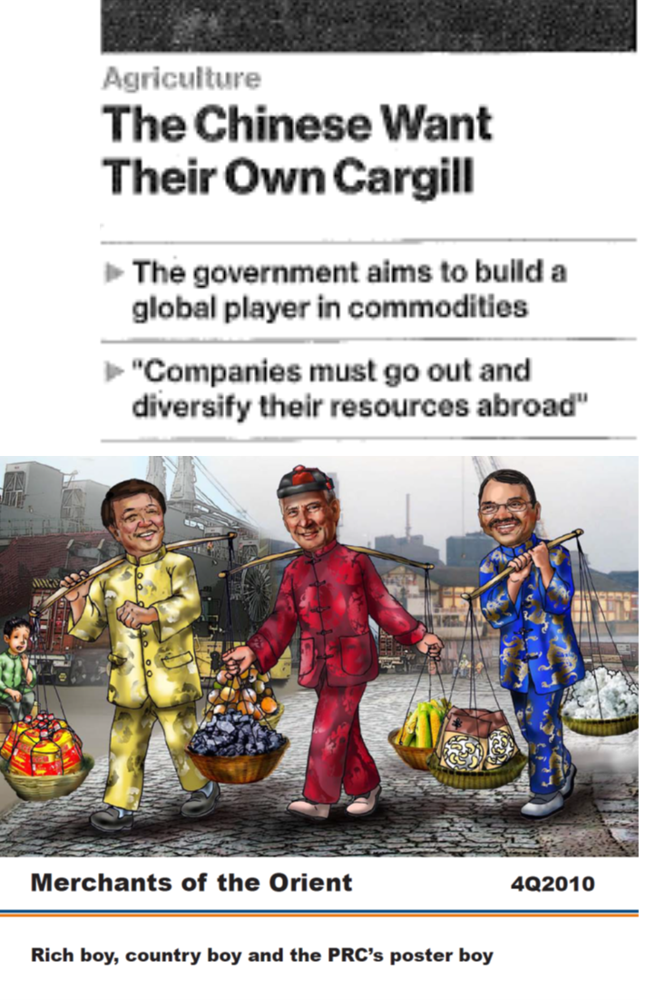 Agriculture
The Chinese Want
Their Own Cargill
▶ The government aims to build a
global player in commodities
▶ "Companies must go out and
diversify their resources abroad"
Merchants of the Orient 4Q2010
Rich boy, country boy and the PRC's poster boy